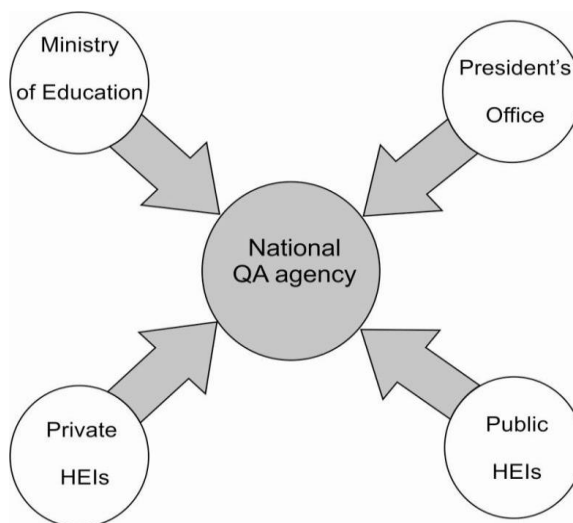 Ministry
of Education
President's
Office
National
QA agency
Private
HEIs
Public
HEIs